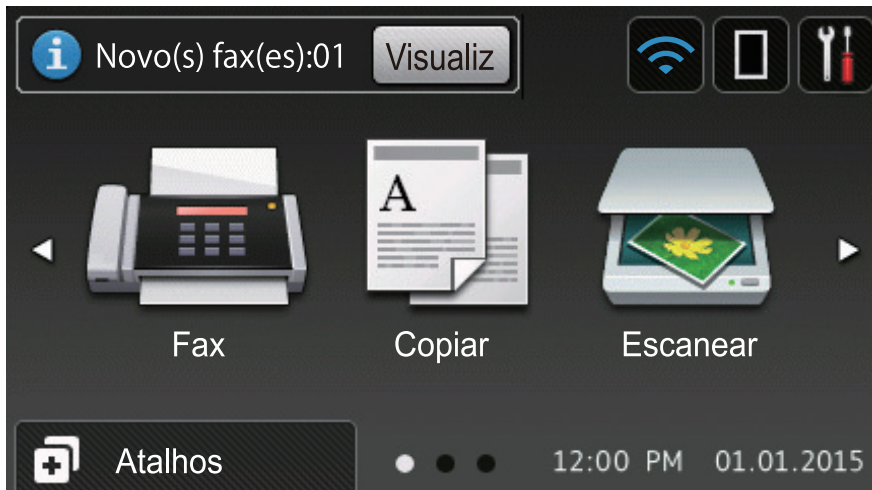 Novo(s) fax(es):01 Visualiz
A
Fax Copiar Escanear
Atalhos 12:00 PM 01.01.2015